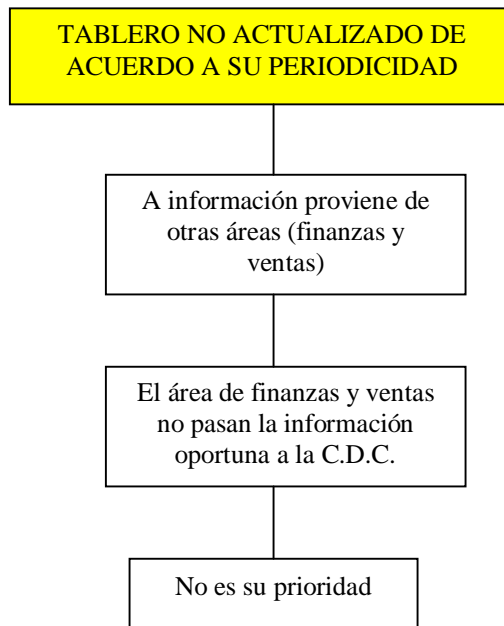 TABLERO NO ACTUALIZADO DE
ACUERDO A SU PERIODICIDAD
A información proviene de
otras áreas (finanzas y
ventas)
El área de finanzas y ventas
no pasan la información
oportuna a la C.D.C.
No es su prioridad